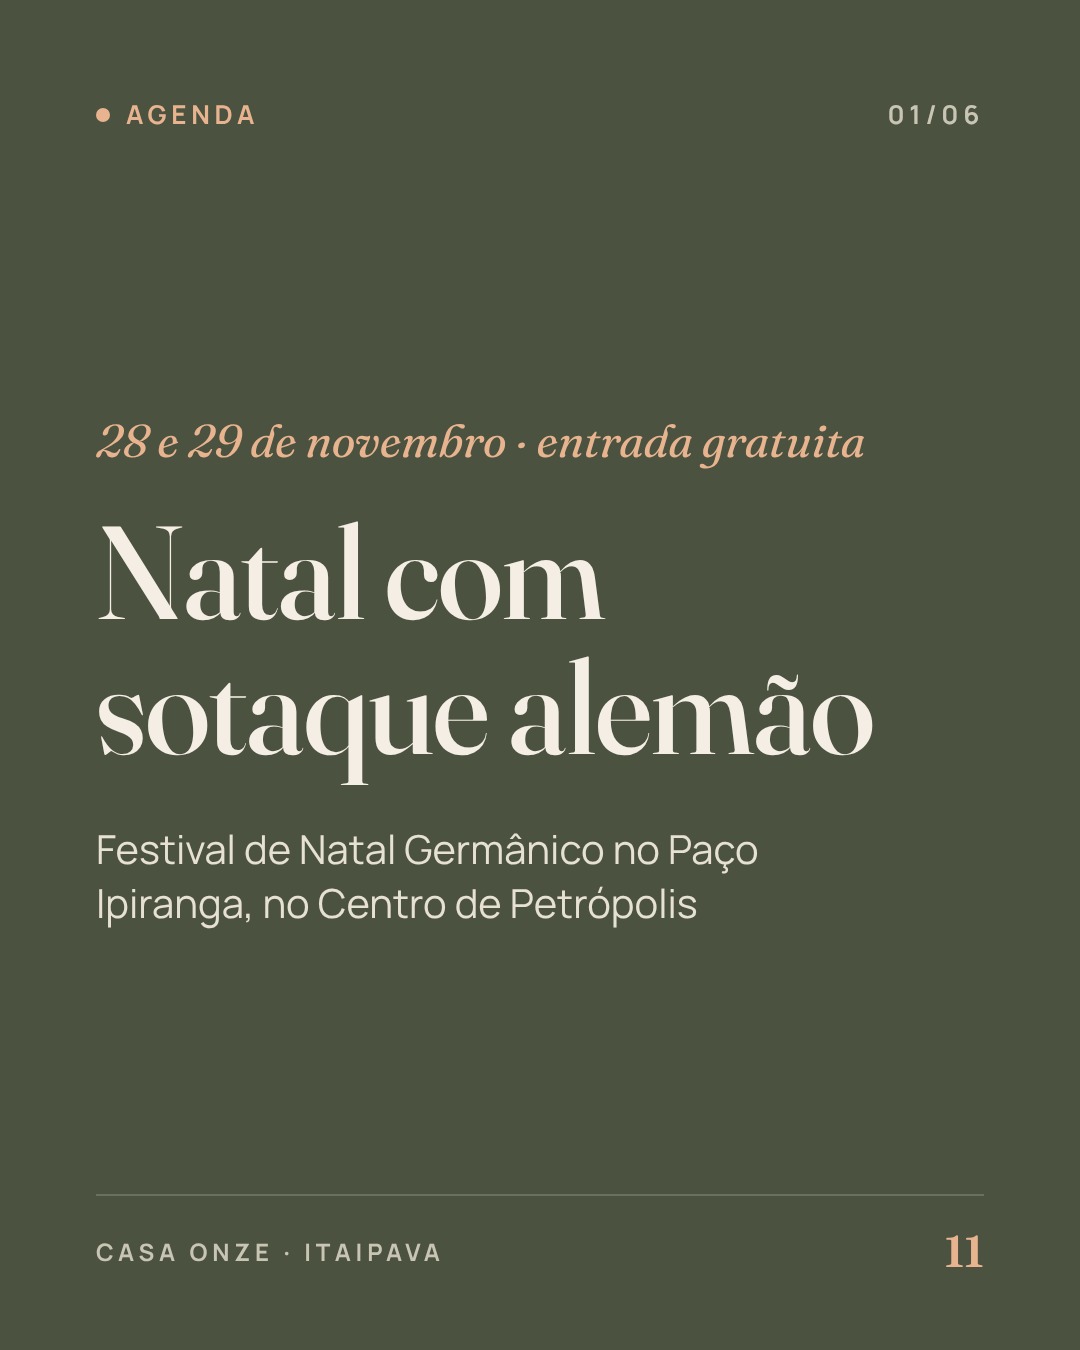 AGENDA
01/06
28 e 29 de novembro · entrada gratuita
Natal com
sotaque alemão
Festival de Natal Germânico no Paço
Ipiranga, no Centro de Petrópolis
CASA ONZE · ITAIPAVA
11